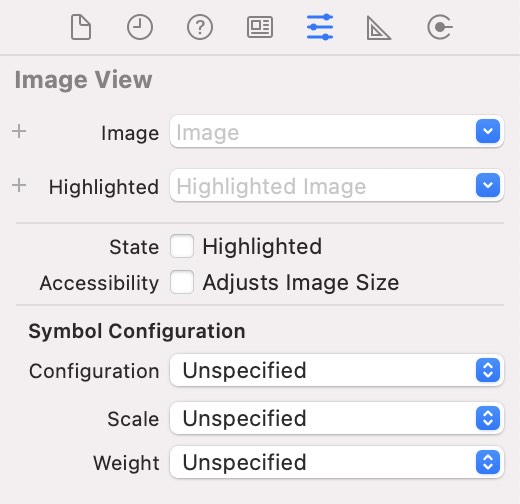 Image View
Image Image
Highlighted Highlighted Image
State Highlighted
Accessibility Adjusts Image Size
Symbol Configuration
Configuration Unspecified
Scale Unspecified
Weight Unspecified